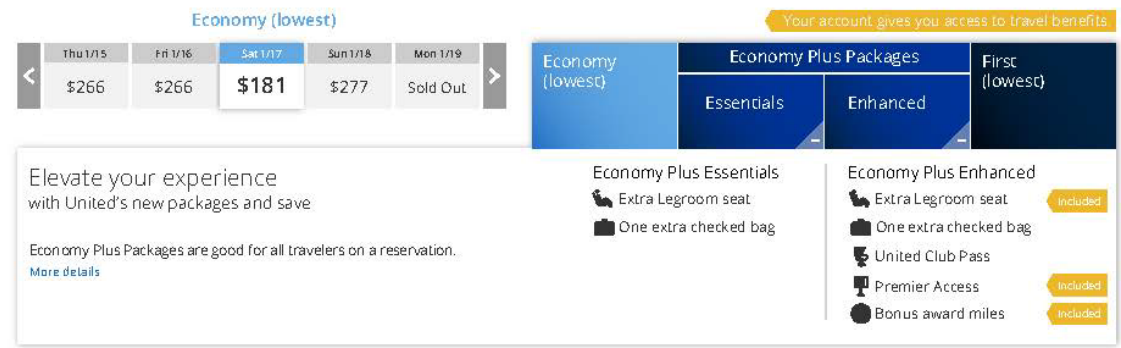 Economy (lowest)
Your account gives you access to travel benefits.
Thu 1/15
Fri 1/16
Sat 1/17
Sun 1/18
Mon 1/19
$266
$266
$181
$277
Sold Out
Economy
(lowest)
Economy Plus Packages
Essentials
Enhanced
First
(lowest)
Elevate your experience
with United's new packages and save
Economy Plus Packages are good for all travelers on a reservation.
More details
Economy Plus Essentials
Extra Legroom seat
One extra checked bag
Economy Plus Enhanced
Extra Legroom seat
Included
One extra checked bag
United Club Pass
Premier Access
Included
Bonus award miles
Included